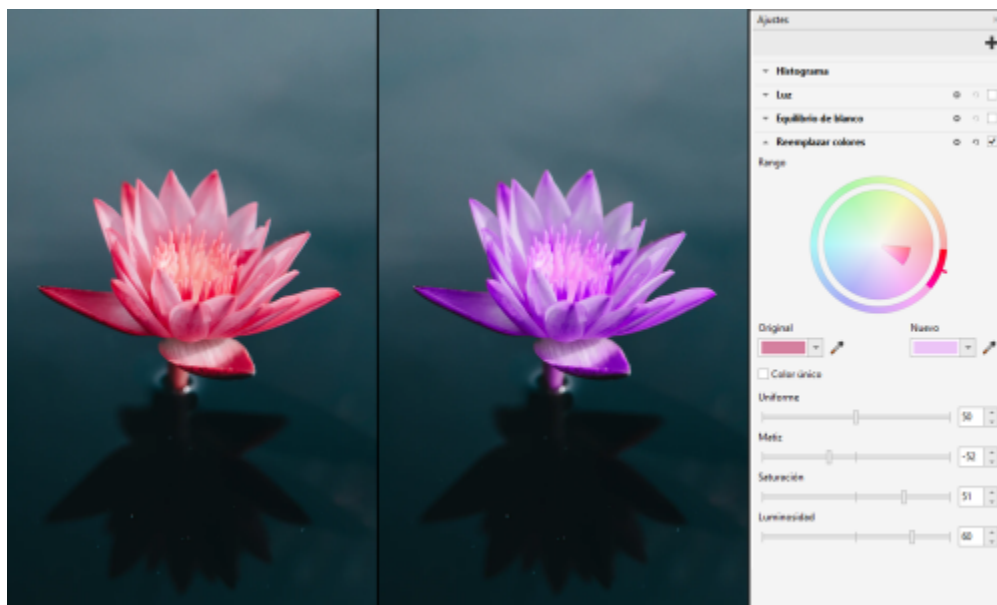 Ajustes
Histograma
Luz
Equilibrio de blanco
Reemplazar colores
Rango
Original Nuevo
Color único
Uniforme
50
Matiz
-52
Saturación
51
Luminosidad
60